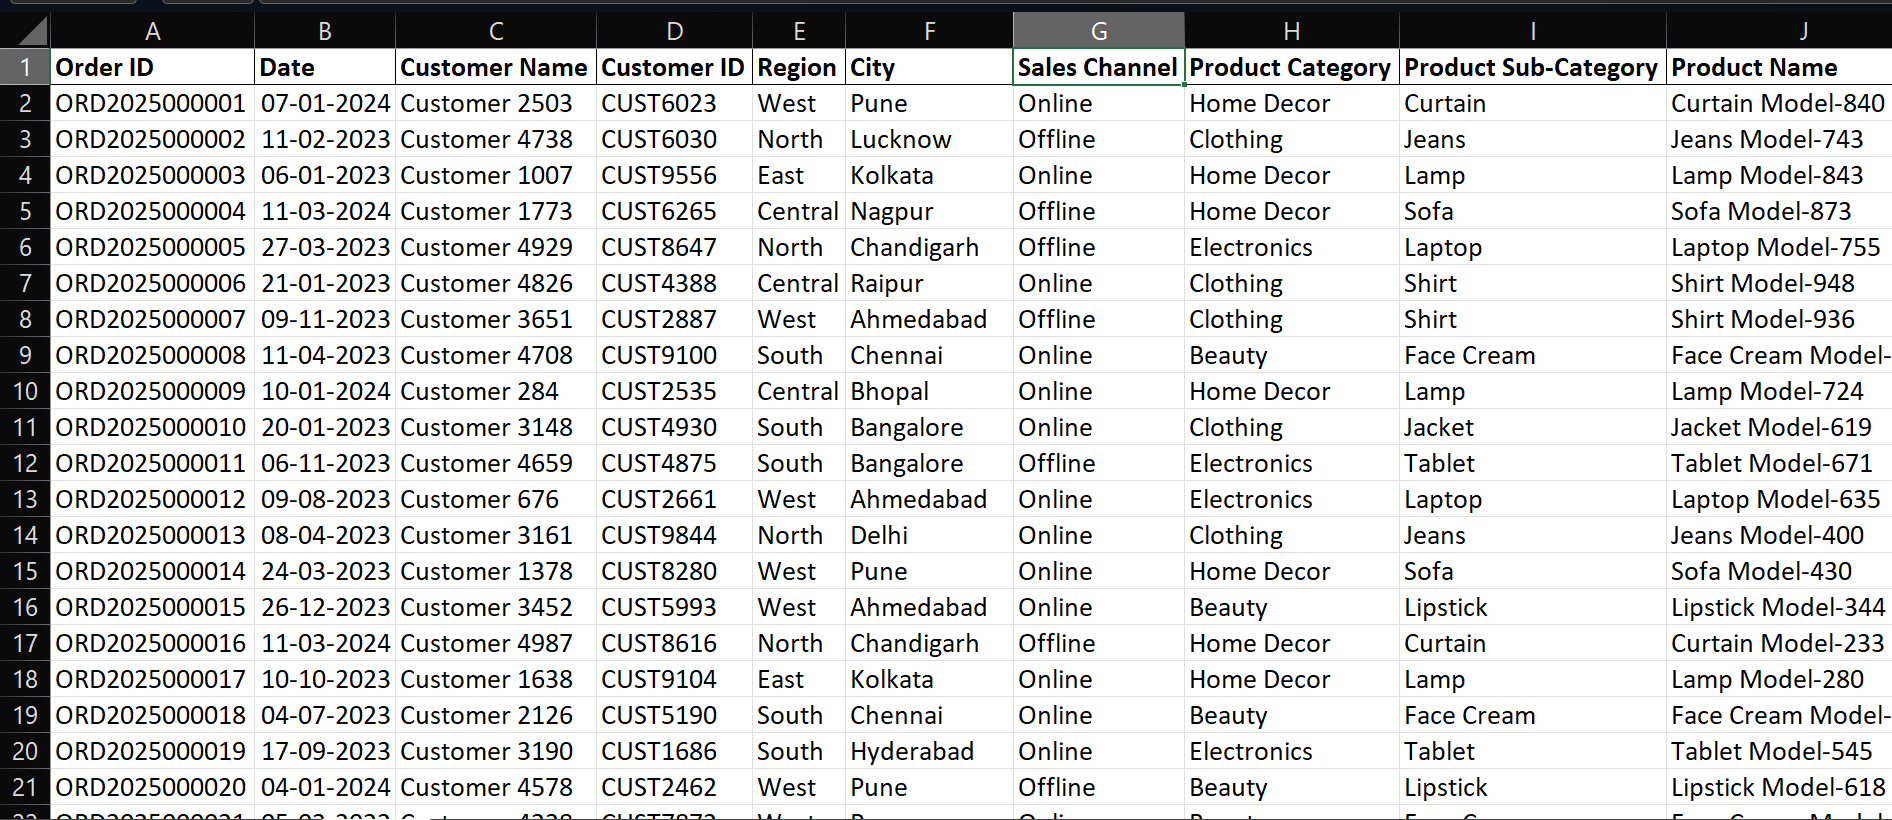 A B C D E F G H I J
1 Order ID Date Customer Name Customer ID Region City Sales Channel Product Category Product Sub-Category Product Name
2 ORD2025000001 07-01-2024 Customer 2503 CUST6023 West Pune Online Home Decor Curtain Curtain Model-840
3 ORD2025000002 11-02-2023 Customer 4738 CUST6030 North Lucknow Offline Clothing Jeans Jeans Model-743
4 ORD2025000003 06-01-2023 Customer 1007 CUST9556 East Kolkata Online Home Decor Lamp Lamp Model-843
5 ORD2025000004 11-03-2024 Customer 1773 CUST6265 Central Nagpur Offline Home Decor Sofa Sofa Model-873
6 ORD2025000005 27-03-2023 Customer 4929 CUST8647 North Chandigarh Offline Electronics Laptop Laptop Model-755
7 ORD2025000006 21-01-2023 Customer 4826 CUST4388 Central Raipur Online Clothing Shirt Shirt Model-948
8 ORD2025000007 09-11-2023 Customer 3651 CUST2887 West Ahmedabad Offline Clothing Shirt Shirt Model-936
9 ORD2025000008 11-04-2023 Customer 4708 CUST9100 South Chennai Online Beauty Face Cream Face Cream Model-
10 ORD2025000009 10-01-2024 Customer 284 CUST2535 Central Bhopal Online Home Decor Lamp Lamp Model-724
11 ORD2025000010 20-01-2023 Customer 3148 CUST4930 South Bangalore Online Clothing Jacket Jacket Model-619
12 ORD2025000011 06-11-2023 Customer 4659 CUST4875 South Bangalore Offline Electronics Tablet Tablet Model-671
13 ORD2025000012 09-08-2023 Customer 676 CUST2661 West Ahmedabad Online Electronics Laptop Laptop Model-635
14 ORD2025000013 08-04-2023 Customer 3161 CUST9844 North Delhi Online Clothing Jeans Jeans Model-400
15 ORD2025000014 24-03-2023 Customer 1378 CUST8280 West Pune Online Home Decor Sofa Sofa Model-430
16 ORD2025000015 26-12-2023 Customer 3452 CUST5993 West Ahmedabad Online Beauty Lipstick Lipstick Model-344
17 ORD2025000016 11-03-2024 Customer 4987 CUST8616 North Chandigarh Offline Home Decor Curtain Curtain Model-233
18 ORD2025000017 10-10-2023 Customer 1638 CUST9104 East Kolkata Online Home Decor Lamp Lamp Model-280
19 ORD2025000018 04-07-2023 Customer 2126 CUST5190 South Chennai Online Beauty Face Cream Face Cream Model-
20 ORD2025000019 17-09-2023 Customer 3190 CUST1686 South Hyderabad Online Electronics Tablet Tablet Model-545
21 ORD2025000020 04-01-2024 Customer 4578 CUST2462 West Pune Offline Beauty Lipstick Lipstick Model-618